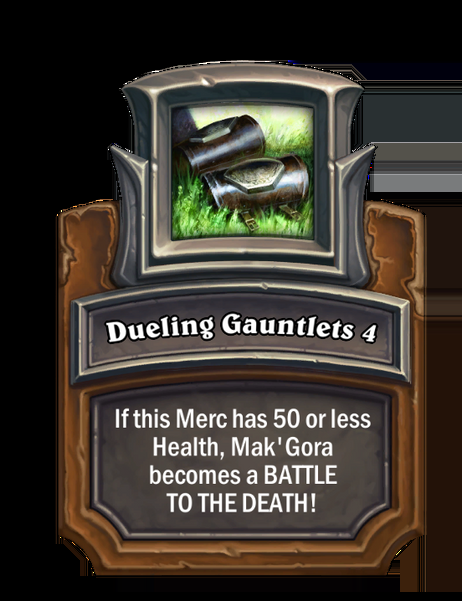 Dueling Gauntlets 4
If this Merc has 50 or less
Health, Mak'Gora
becomes a BATTLE
TO THE DEATH!